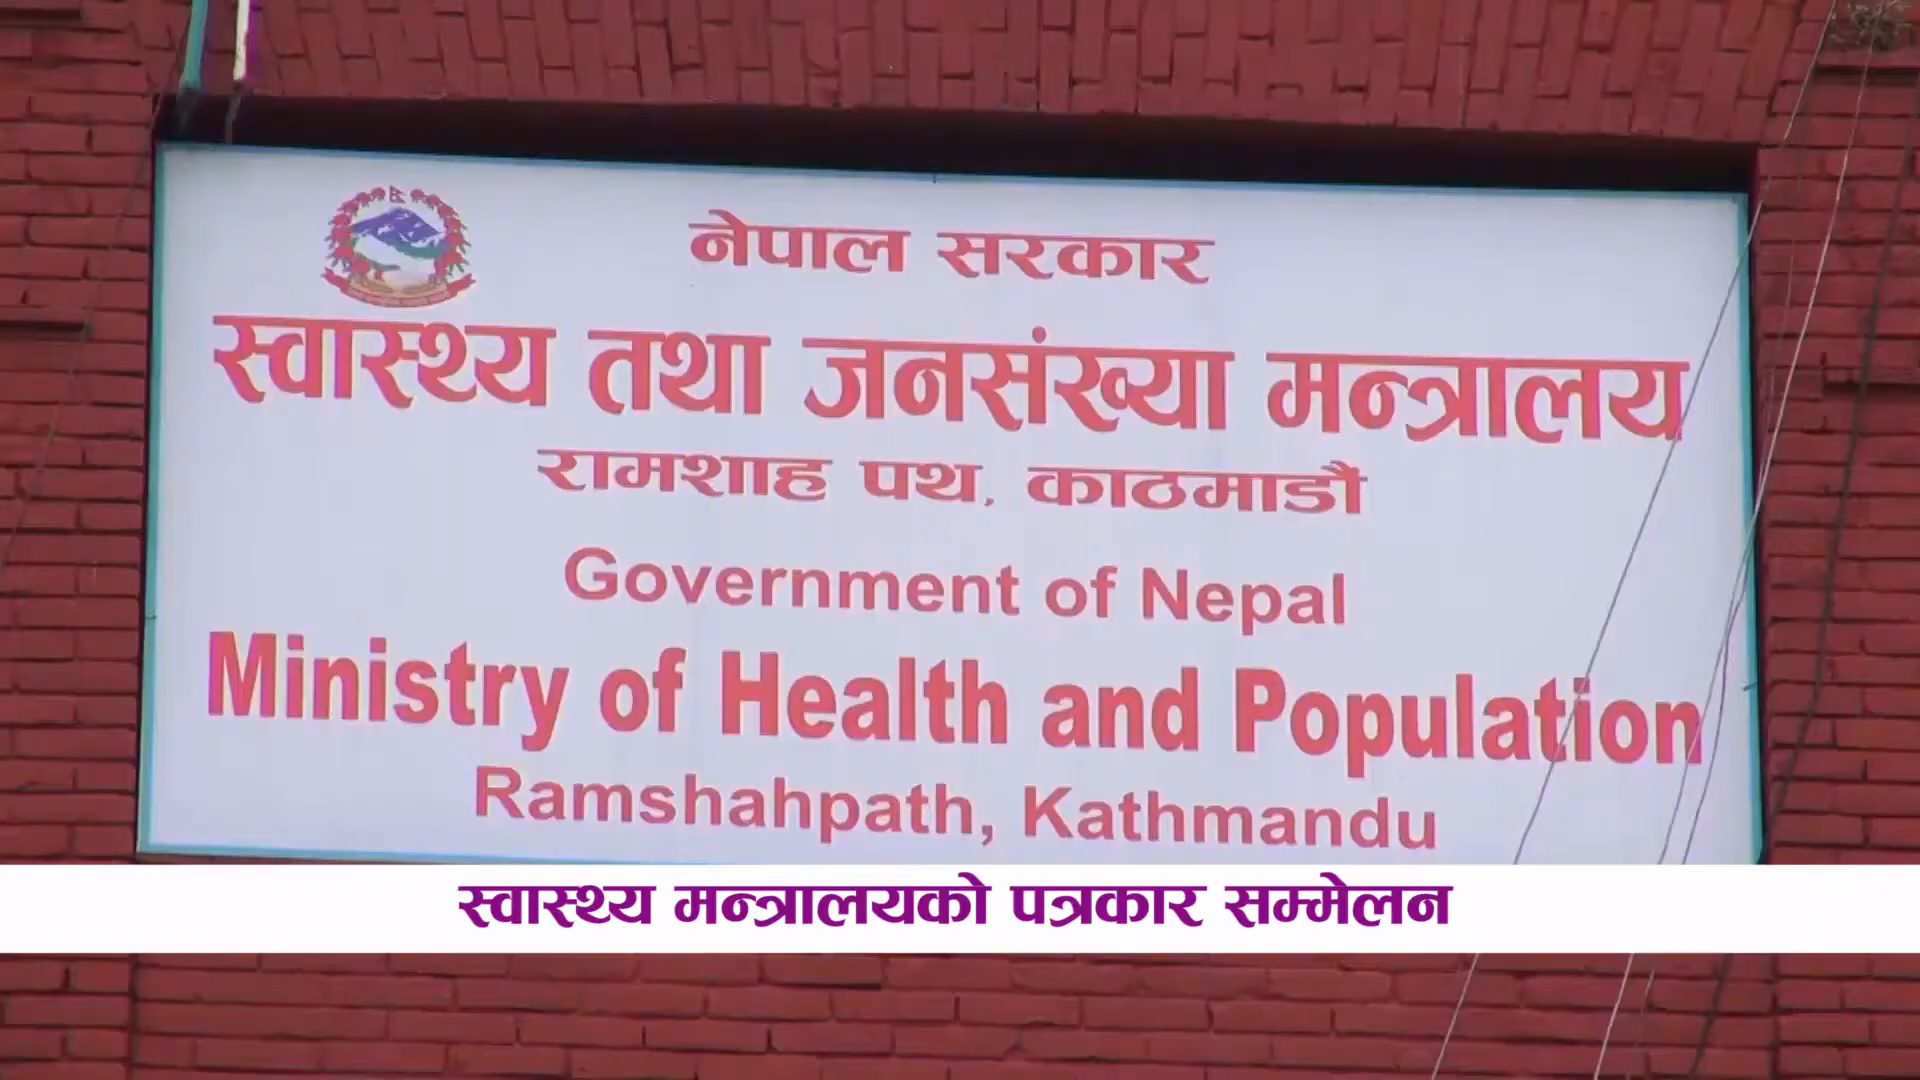 नेपाल सरकार
स्वास्थ्य तथा जनसंख्या मन्त्रालय
रामशाह पथ, काठमाडौं
Government of Nepal
Ministry of Health and Population
Ramshahpath, Kathmandu
स्वास्थ्य मन्त्रालयको पत्रकार सम्मेलन